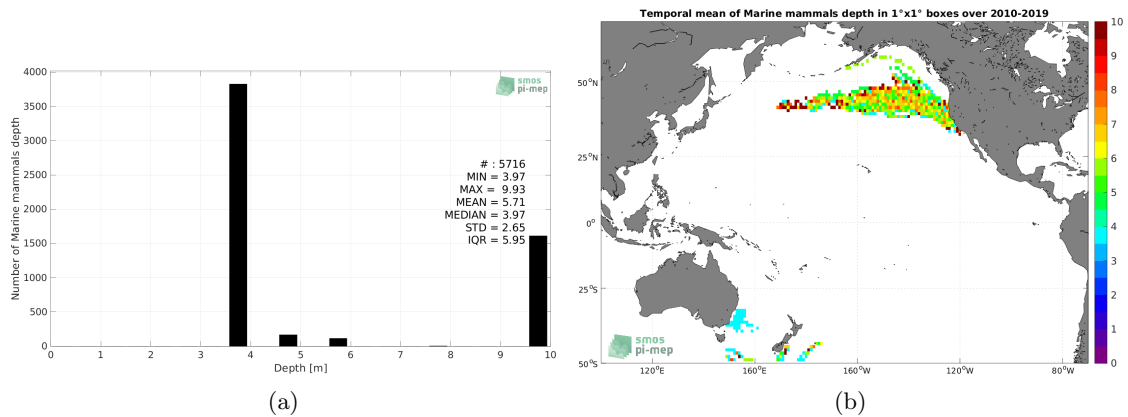 4000
3500
3000
2500
2000
1500
1000
500
0
Number of Marine mammals depth
0 1 2 3 4 5 6 7 8 9 10
Depth [m]
smos
pi-mep
# : 5716
MIN = 3.97
MAX = 9.93
MEAN = 5.71
MEDIAN = 3.97
STD = 2.65
IQR = 5.95
(a)
Temporal mean of Marine mammals depth in 1°x1° boxes over 2010-2019
50°N
25°N
0°
25°S
50°S
120°E 160°E 160°W 120°W 80°W
smos
pi-mep
10
9
8
7
6
5
4
3
2
1
0
(b)